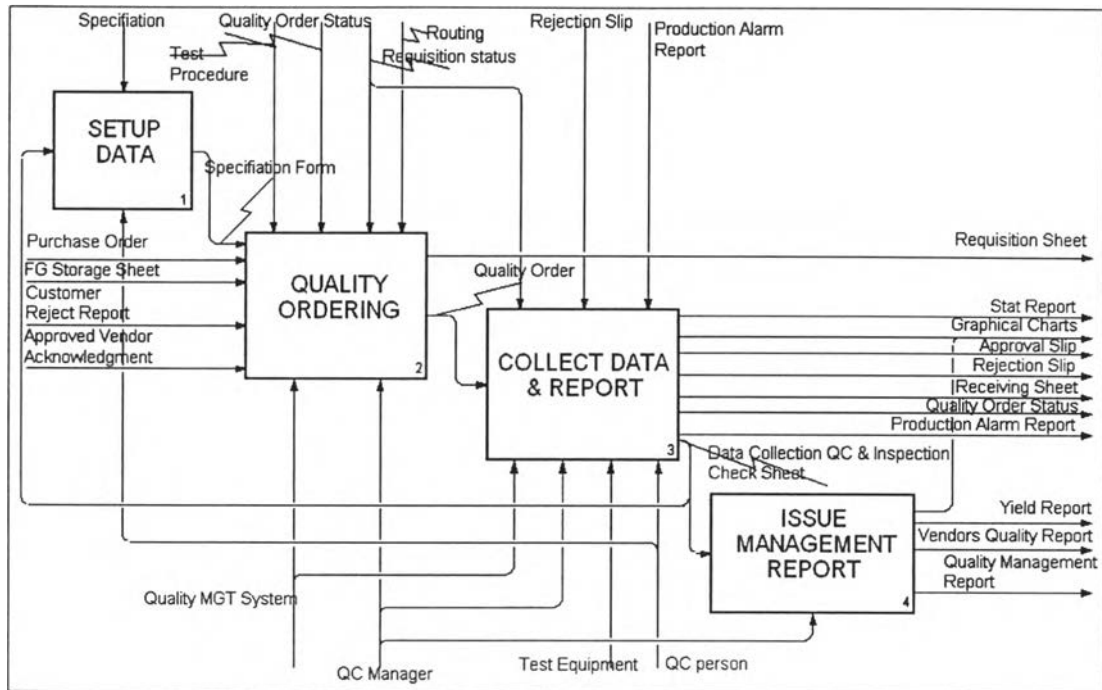 Specifiation
Quality Order Status
Rejection Slip
Production Alarm
Report
Routing
Requisition status
Test
Procedure
SETUP
DATA
1
Specifiation Form
Purchase Order
FG Storage Sheet
Customer
Reject Report
Approved Vendor
Acknowledgment
QUALITY
ORDERING
2
Quality Order
Requisition Sheet
COLLECT DATA
& REPORT
3
Stat Report
Graphical Charts
Approval Slip
Rejection Slip
Receiving Sheet
Quality Order Status
Production Alarm Report
Data Collection QC & Inspection
Check Sheet
ISSUE
MANAGEMENT
REPORT
4
Yield Report
Vendors Quality Report
Quality Management
Report
Quality MGT System
QC Manager
Test Equipment
QC person